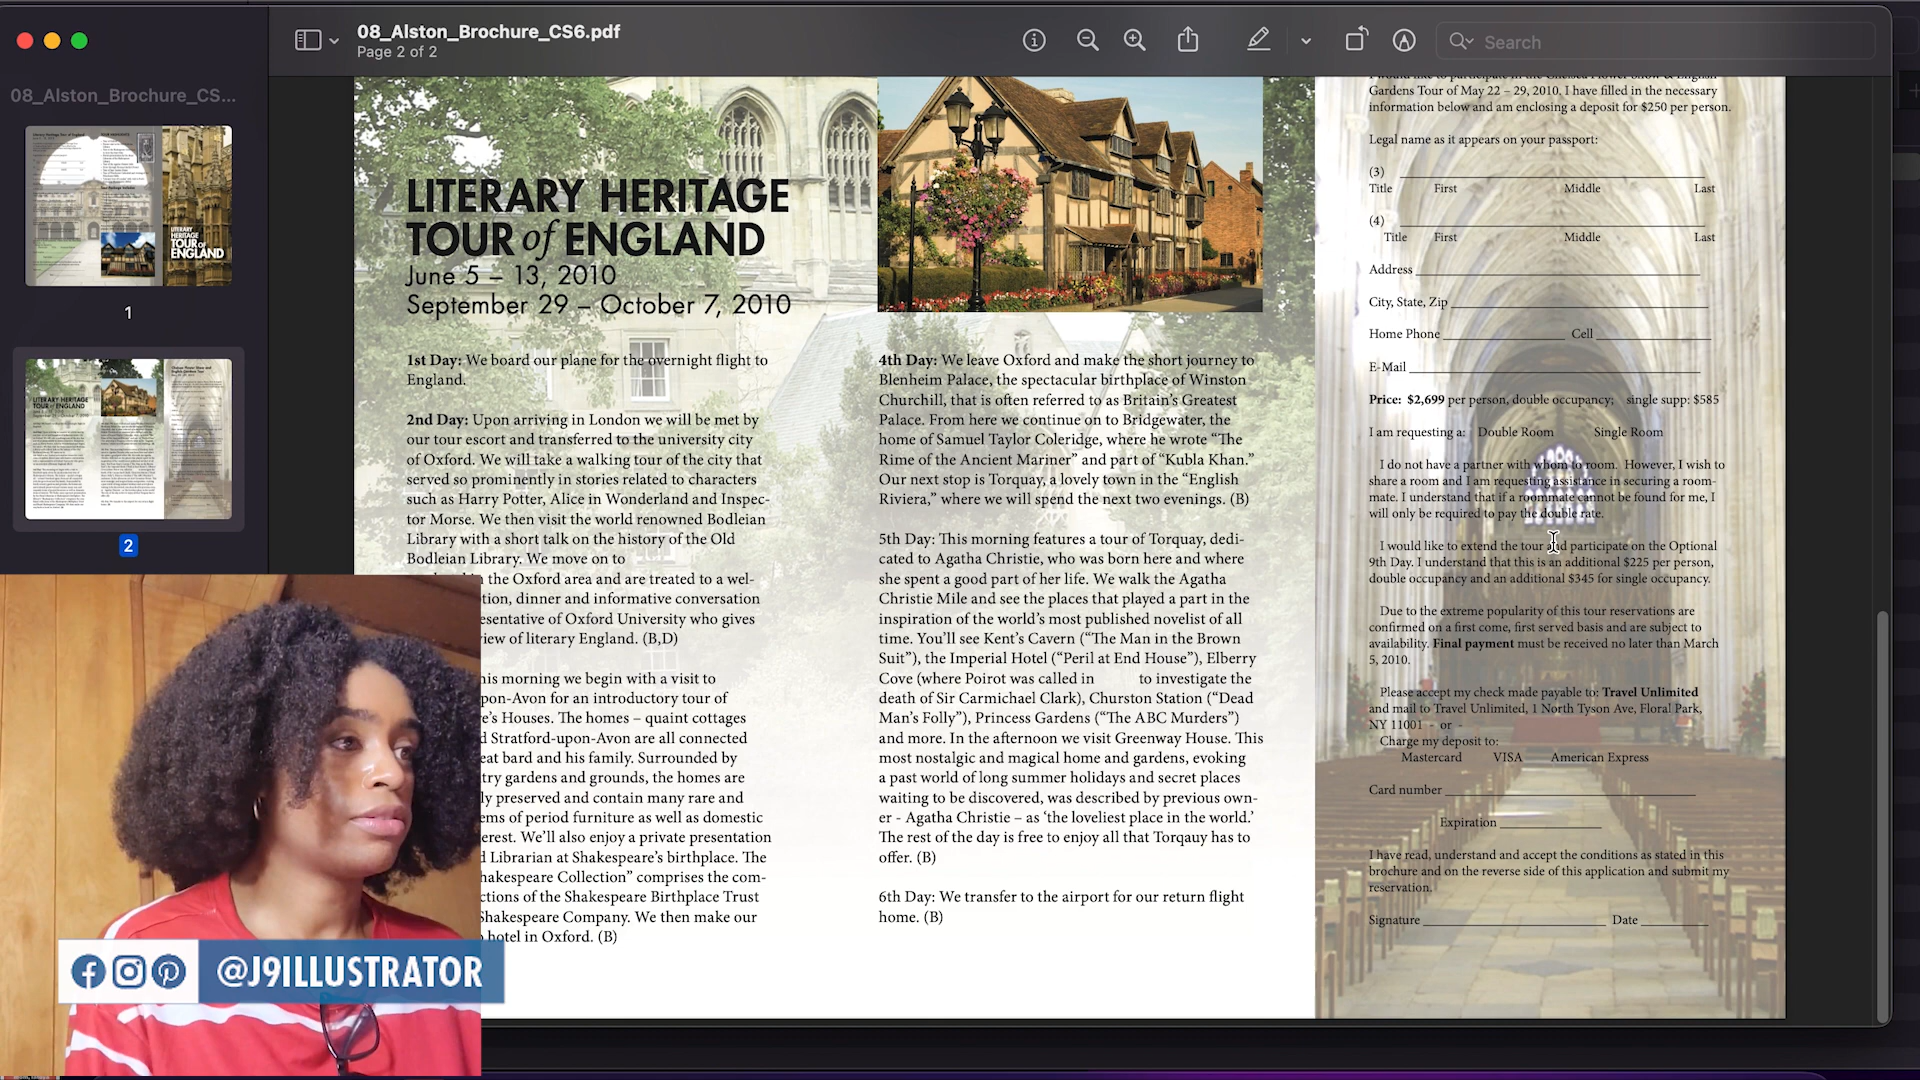 08_Alston_Brochure_CS6.pdf
Page 2 of 2
Search
08_Alston_Brochure_CS...
1
2
LITERARY HERITAGE
TOUR of ENGLAND
June 5 – 13, 2010
September 29 – October 7, 2010
1st Day: We board our plane for the overnight flight to
England.
2nd Day: Upon arriving in London we will be met by
our tour escort and transferred to the university city
of Oxford. We will take a walking tour of the city that
served so prominently in stories related to characters
such as Harry Potter, Alice in Wonderland and Inspec-
tor Morse. We then visit the world renowned Bodleian
Library with a short talk on the history of the Old
Bodleian Library. We move on to
the Oxford area and are treated to a wel-
tion, dinner and informative conversation
esentative of Oxford University who gives
view of literary England. (B,D)
his morning we begin with a visit to
pon-Avon for an introductory tour of
e's Houses. The homes – quaint cottages
d Stratford-upon-Avon are all connected
eat bard and his family. Surrounded by
try gardens and grounds, the homes are
ly preserved and contain many rare and
ems of period furniture as well as domestic
erest. We'll also enjoy a private presentation
d Librarian at Shakespeare's birthplace. The
hakespeare Collection” comprises the com-
ctions of the Shakespeare Birthplace Trust
Shakespeare Company. We then make our
hotel in Oxford. (B)
4th Day: We leave Oxford and make the short journey to
Blenheim Palace, the spectacular birthplace of Winston
Churchill, that is often referred to as Britain's Greatest
Palace. From here we continue on to Bridgewater, the
home of Samuel Taylor Coleridge, where he wrote “The
Rime of the Ancient Mariner” and part of “Kubla Khan.”
Our next stop is Torquay, a lovely town in the “English
Riviera,” where we will spend the next two evenings. (B)
5th Day: This morning features a tour of Torquay, dedi-
cated to Agatha Christie, who was born here and where
she spent a good part of her life. We walk the Agatha
Christie Mile and see the places that played a part in the
inspiration of the world's most published novelist of all
time. You'll see Kent's Cavern (“The Man in the Brown
Suit”), the Imperial Hotel (“Peril at End House”), Elberry
Cove (where Poirot was called in to investigate the
death of Sir Carmichael Clark), Churston Station (“Dead
Man's Folly”), Princess Gardens (“The ABC Murders”)
and more. In the afternoon we visit Greenway House. This
most nostalgic and magical home and gardens, evoking
a past world of long summer holidays and secret places
waiting to be discovered, was described by previous own-
er - Agatha Christie – as ‘the loveliest place in the world.’
The rest of the day is free to enjoy all that Torqauy has to
offer. (B)
6th Day: We transfer to the airport for our return flight
home. (B)
I would like to participate in the Chelsea Flower Show & English
Gardens Tour of May 22 – 29, 2010. I have filled in the necessary
information below and am enclosing a deposit for $250 per person.
Legal name as it appears on your passport:
(3)
Title First Middle Last
(4)
Title First Middle Last
Address
City, State, Zip
Home Phone Cell
E-Mail
Price: $2,699 per person, double occupancy; single supp: $585
I am requesting a: Double Room Single Room
I do not have a partner with whom to room. However, I wish to
share a room and I am requesting assistance in securing a room-
mate. I understand that if a roommate cannot be found for me, I
will only be required to pay the double rate.
I would like to extend the tour and participate on the Optional
9th Day. I understand that this is an additional $225 per person,
double occupancy and an additional $345 for single occupancy.
Due to the extreme popularity of this tour reservations are
confirmed on a first come, first served basis and are subject to
availability. Final payment must be received no later than March
5, 2010.
Please accept my check made payable to: Travel Unlimited
and mail to Travel Unlimited, 1 North Tyson Ave, Floral Park,
NY 11001 - or -
Charge my deposit to:
Mastercard VISA American Express
Card number
Expiration
I have read, understand and accept the conditions as stated in this
brochure and on the reverse side of this application and submit my
reservation.
Signature Date
@J9ILLUSTRATOR